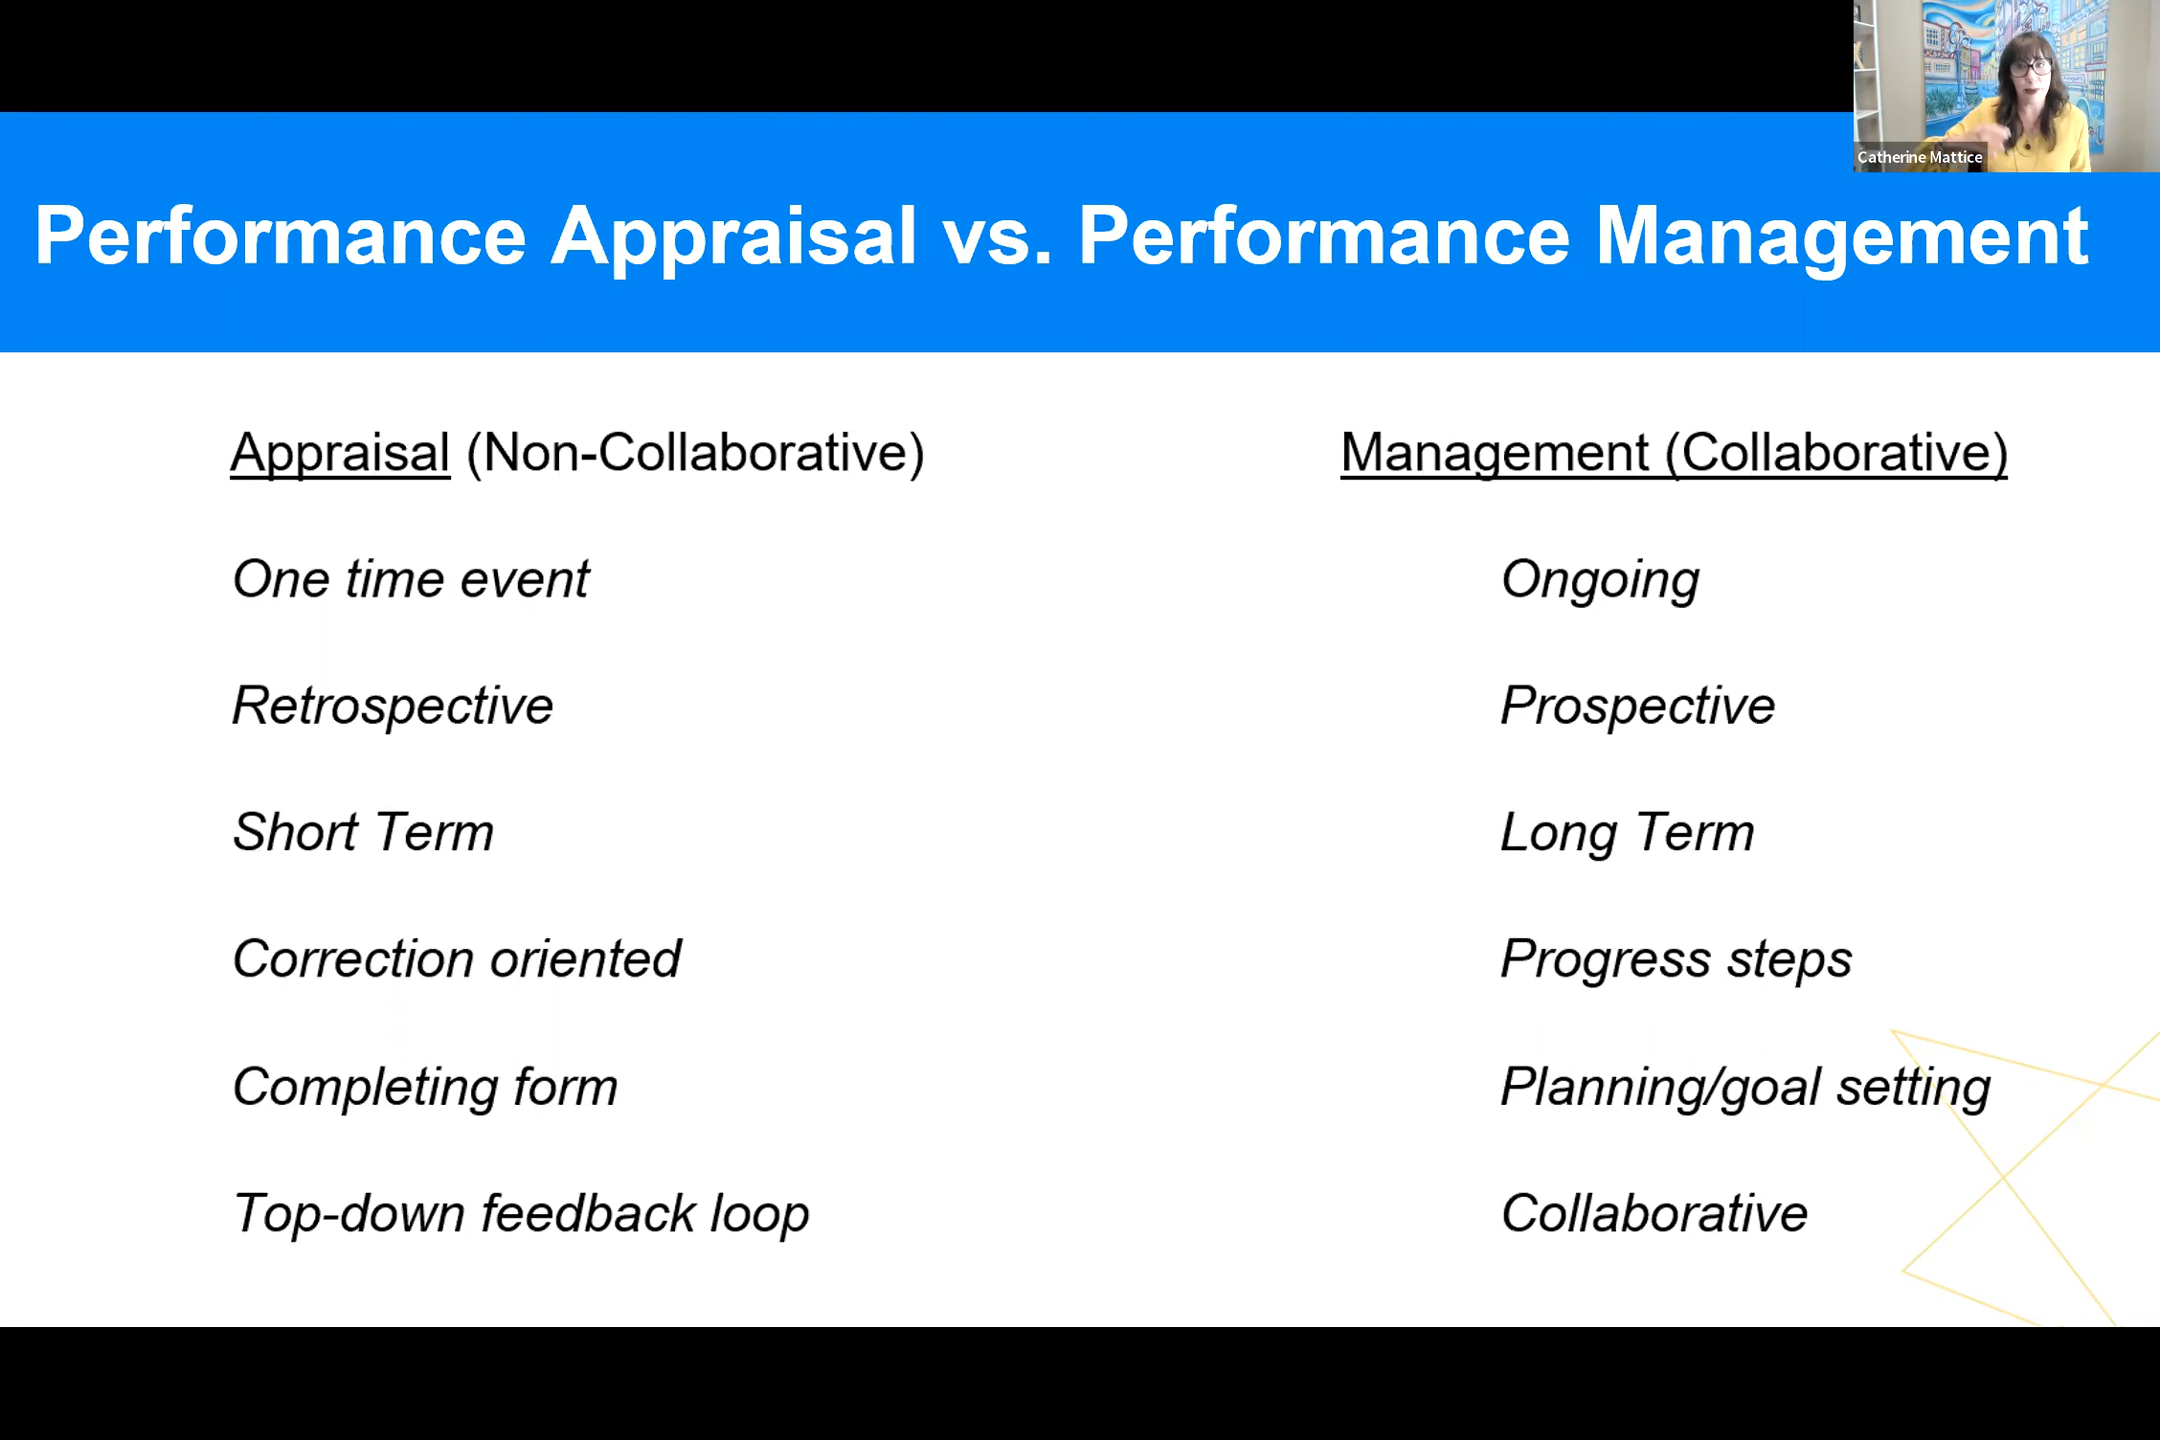 Catherine Mattice
Performance Appraisal vs. Performance Management
Appraisal (Non-Collaborative)
Management (Collaborative)
One time event
Ongoing
Retrospective
Prospective
Short Term
Long Term
Correction oriented
Progress steps
Completing form
Planning/goal setting
Top-down feedback loop
Collaborative